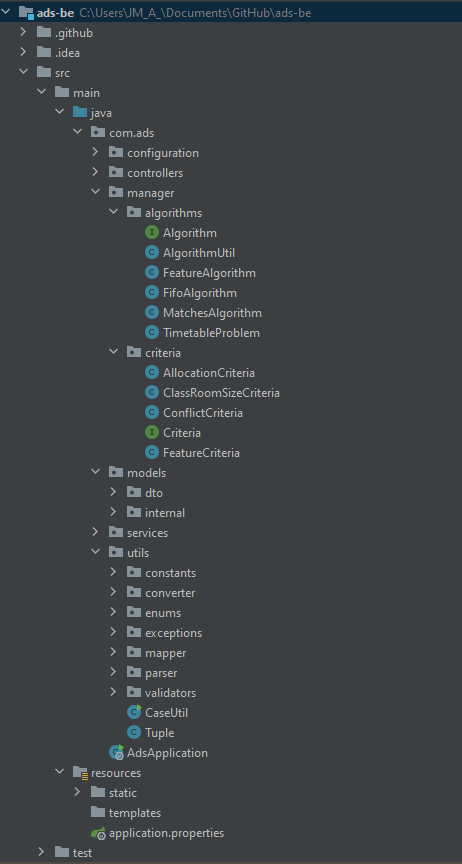 ads-be C:\Users\JM_A_\Documents\GitHub\ads-be
.github
.idea
src
main
java
com.ads
configuration
controllers
manager
algorithms
I Algorithm
C AlgorithmUtil
C FeatureAlgorithm
C FifoAlgorithm
C MatchesAlgorithm
C TimetableProblem
criteria
C AllocationCriteria
C ClassRoomSizeCriteria
C ConflictCriteria
I Criteria
C FeatureCriteria
models
dto
internal
services
utils
constants
converter
enums
exceptions
mapper
parser
validators
C CaseUtil
C Tuple
AdsApplication
resources
static
templates
application.properties
test